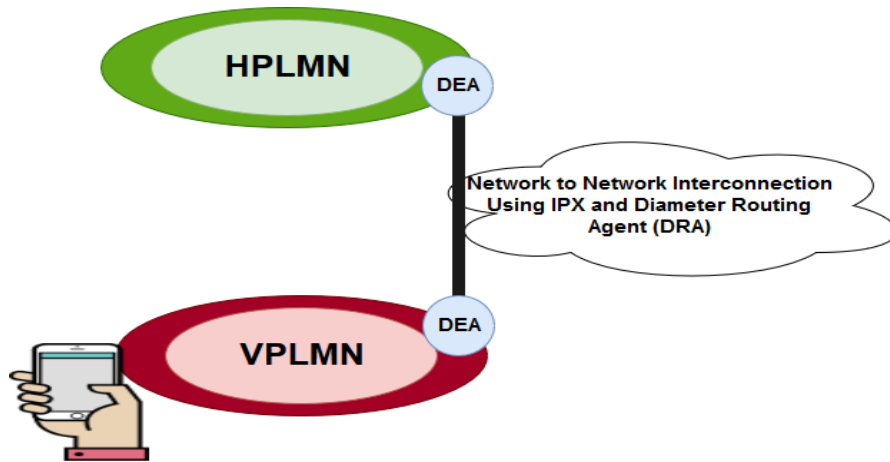 HPLMN
DEA
Network to Network Interconnection
Using IPX and Diameter Routing
Agent (DRA)
DEA
VPLMN